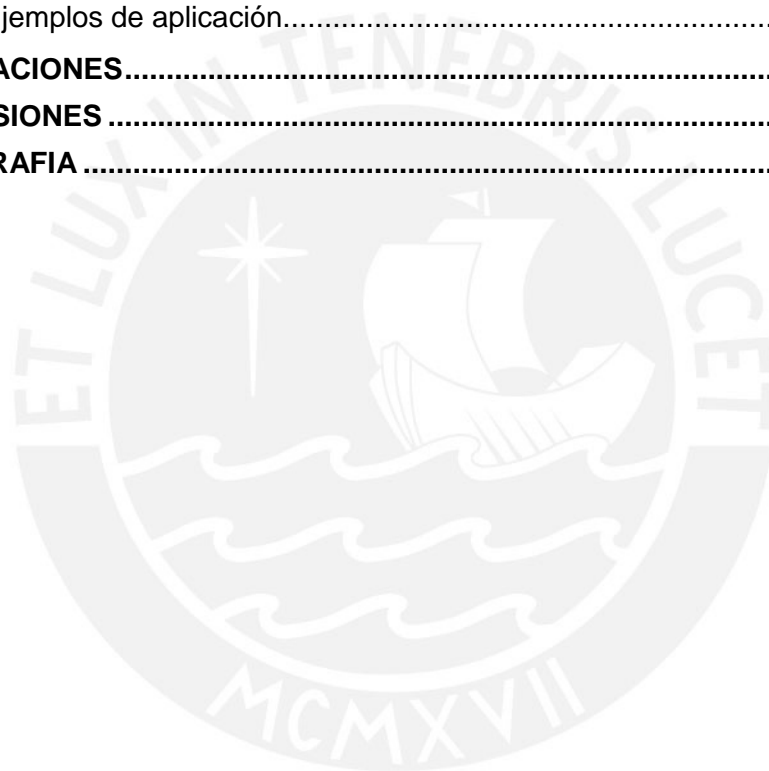 jemplos de aplicación...............................................................
ACIONES...............................................................................
SIONES .................................................................................
RAFIA ....................................................................................
ET LUX IN TENEBRIS LUCET
MCMXVII